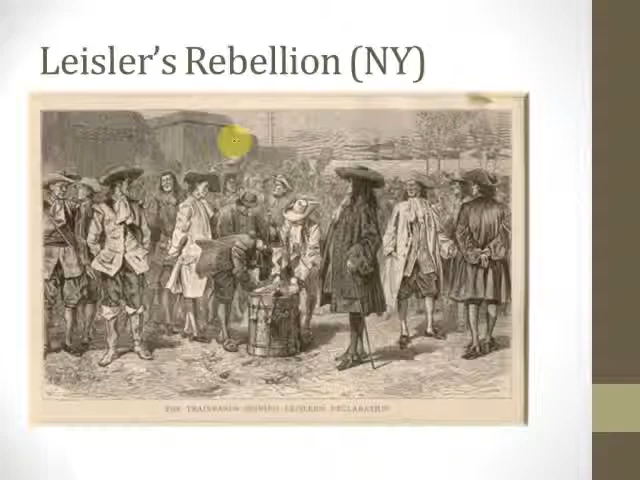 Leisler's Rebellion (NY)
THE TRAINBANDS SIGNING LEISLER'S DECLARATION